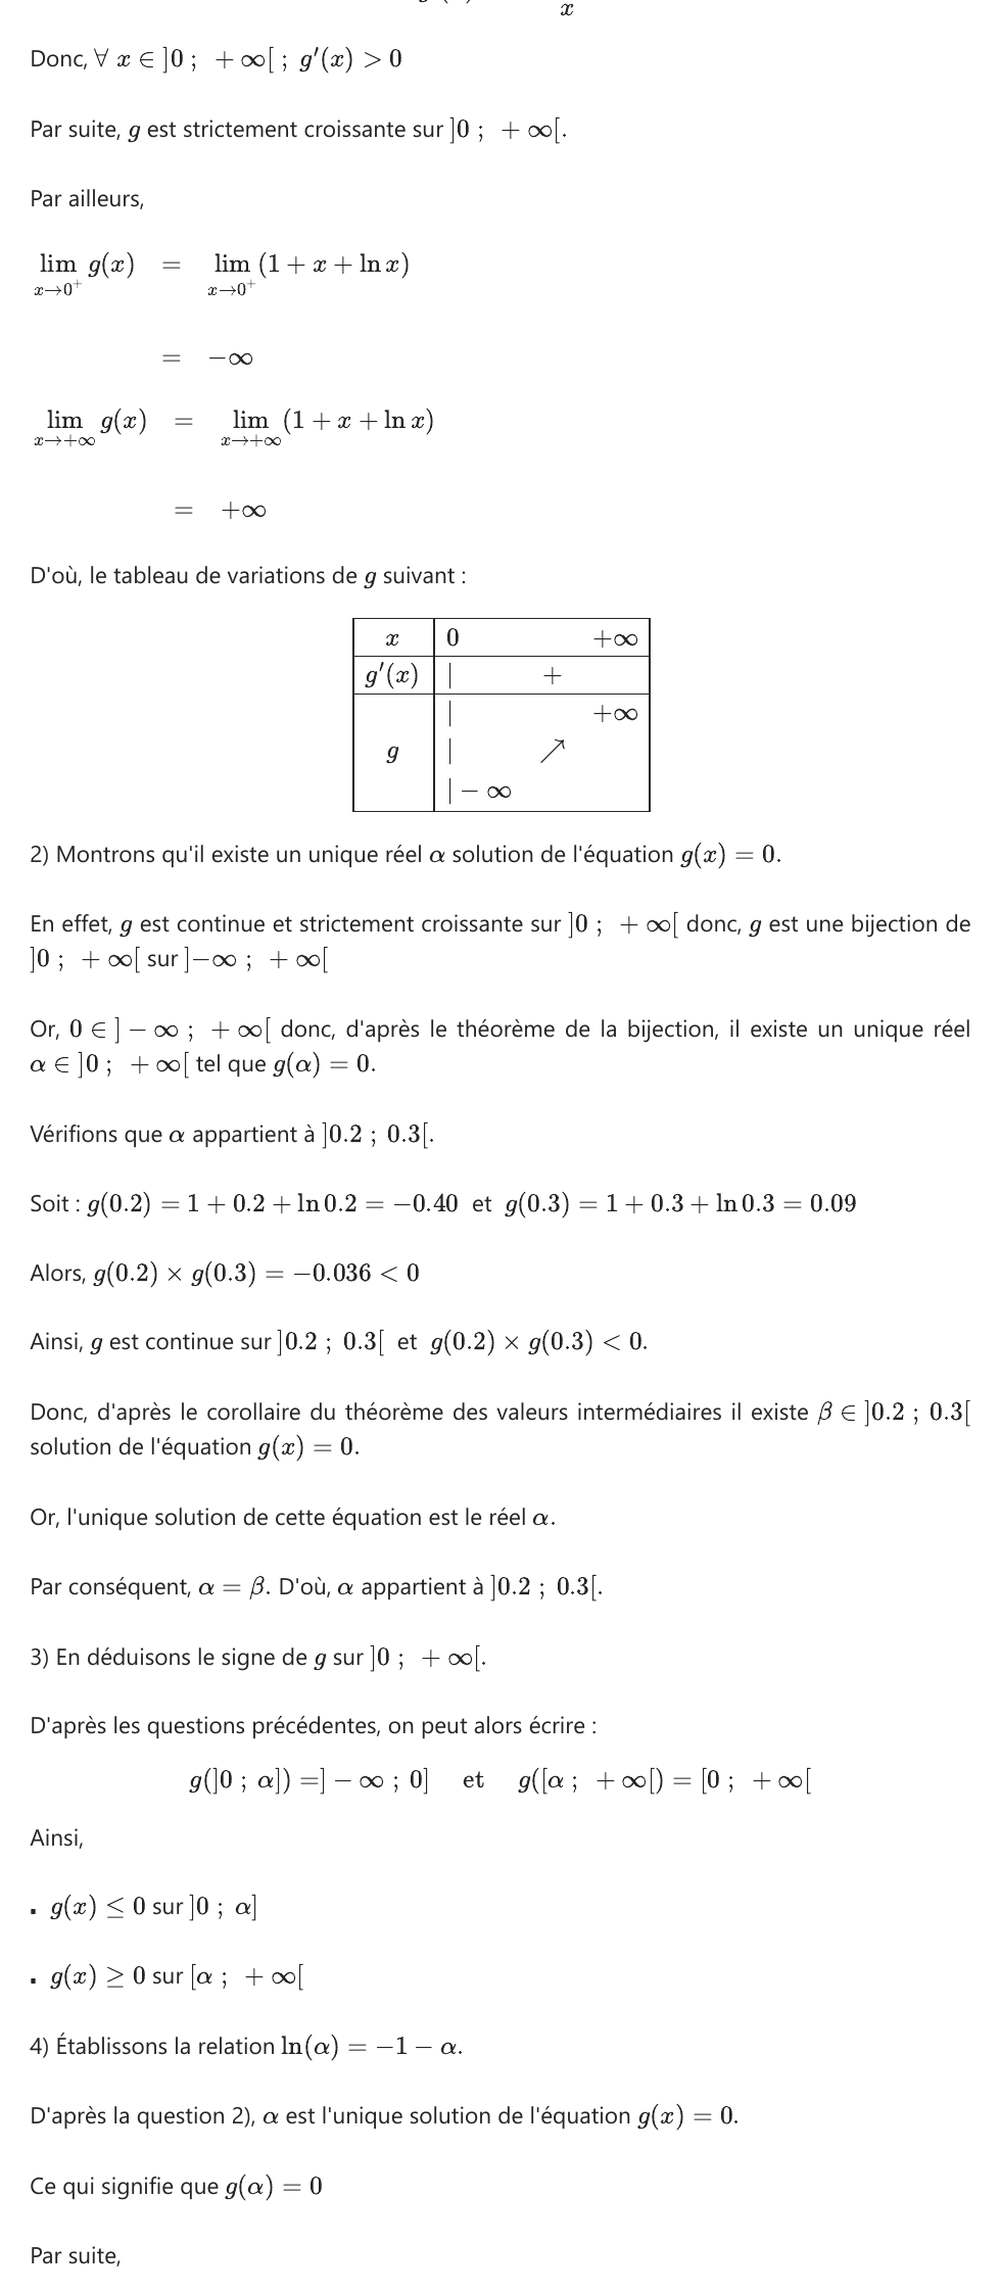 x
Donc, ∀ x ∈ ]0 ; +∞[ ; g′(x) > 0
Par suite, g est strictement croissante sur ]0 ; +∞[.
Par ailleurs,
lim x→0⁺ g(x) = lim x→0⁺ (1 + x + ln x)
= −∞
lim x→+∞ g(x) = lim x→+∞ (1 + x + ln x)
= +∞
D'où, le tableau de variations de g suivant :
x 0 +∞
g′(x) | +
| +∞
g | ↗
| − ∞
2) Montrons qu'il existe un unique réel α solution de l'équation g(x) = 0.
En effet, g est continue et strictement croissante sur ]0 ; +∞[ donc, g est une bijection de
]0 ; +∞[ sur ]−∞ ; +∞[
Or, 0 ∈ ] − ∞ ; +∞[ donc, d'après le théorème de la bijection, il existe un unique réel
α ∈ ]0 ; +∞[ tel que g(α) = 0.
Vérifions que α appartient à ]0.2 ; 0.3[.
Soit : g(0.2) = 1 + 0.2 + ln 0.2 = −0.40 et g(0.3) = 1 + 0.3 + ln 0.3 = 0.09
Alors, g(0.2) × g(0.3) = −0.036 < 0
Ainsi, g est continue sur ]0.2 ; 0.3[ et g(0.2) × g(0.3) < 0.
Donc, d'après le corollaire du théorème des valeurs intermédiaires il existe β ∈ ]0.2 ; 0.3[
solution de l'équation g(x) = 0.
Or, l'unique solution de cette équation est le réel α.
Par conséquent, α = β. D'où, α appartient à ]0.2 ; 0.3[.
3) En déduisons le signe de g sur ]0 ; +∞[.
D'après les questions précédentes, on peut alors écrire :
g(]0 ; α]) =] − ∞ ; 0] et g([α ; +∞[) = [0 ; +∞[
Ainsi,
▪ g(x) ≤ 0 sur ]0 ; α]
▪ g(x) ≥ 0 sur [α ; +∞[
4) Établissons la relation ln(α) = −1 − α.
D'après la question 2), α est l'unique solution de l'équation g(x) = 0.
Ce qui signifie que g(α) = 0
Par suite,